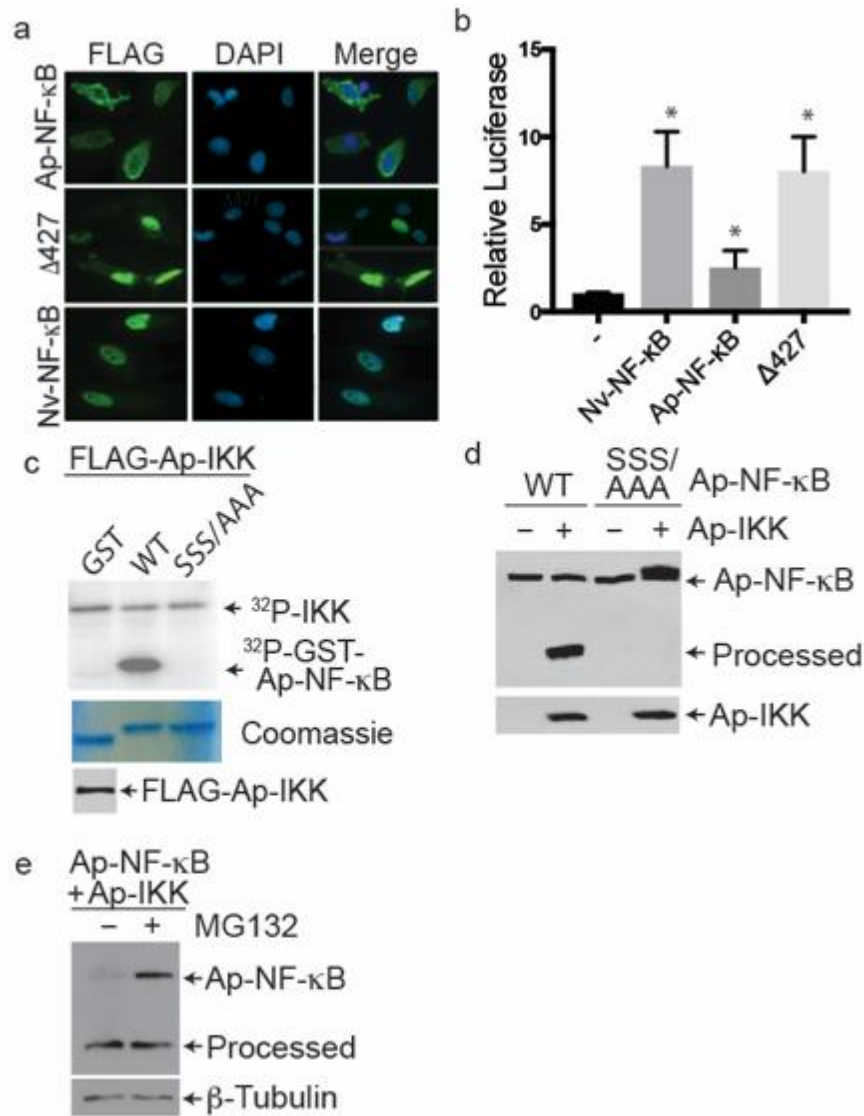 a
FLAG DAPI Merge
Ap-NF-κB
Δ427
Nv-NF-κB
b
Relative Luciferase
15
10
5
0
*
*
*
-
Nv-NF-κB
Ap-NF-κB
Δ427
c
FLAG-Ap-IKK
GST WT SSS/AAA
³²P-IKK
³²P-GST-
Ap-NF-κB
Coomassie
FLAG-Ap-IKK
d
WT SSS/ Ap-NF-κB
AAA
− + − + Ap-IKK
Ap-NF-κB
Processed
Ap-IKK
e
Ap-NF-κB
+Ap-IKK
− + MG132
Ap-NF-κB
Processed
β-Tubulin